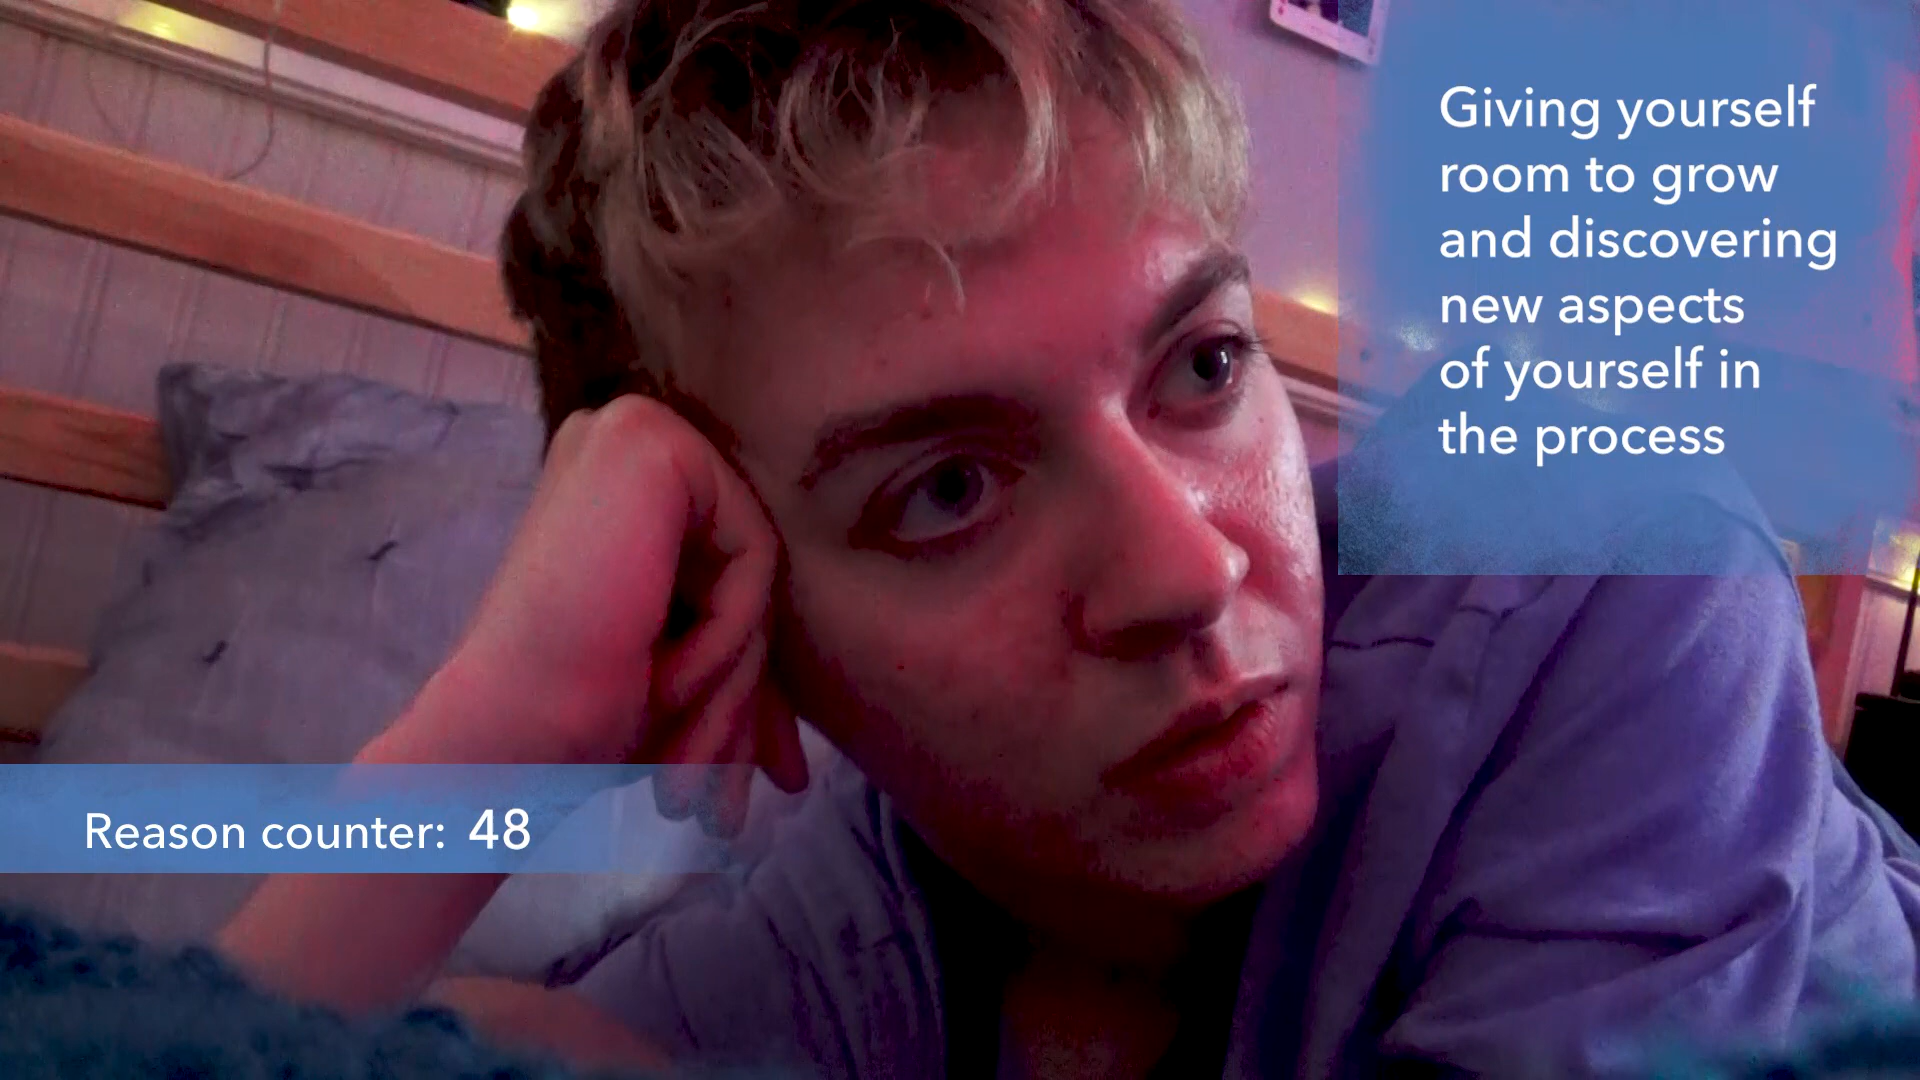 Giving yourself
room to grow
and discovering
new aspects
of yourself in
the process
Reason counter: 48